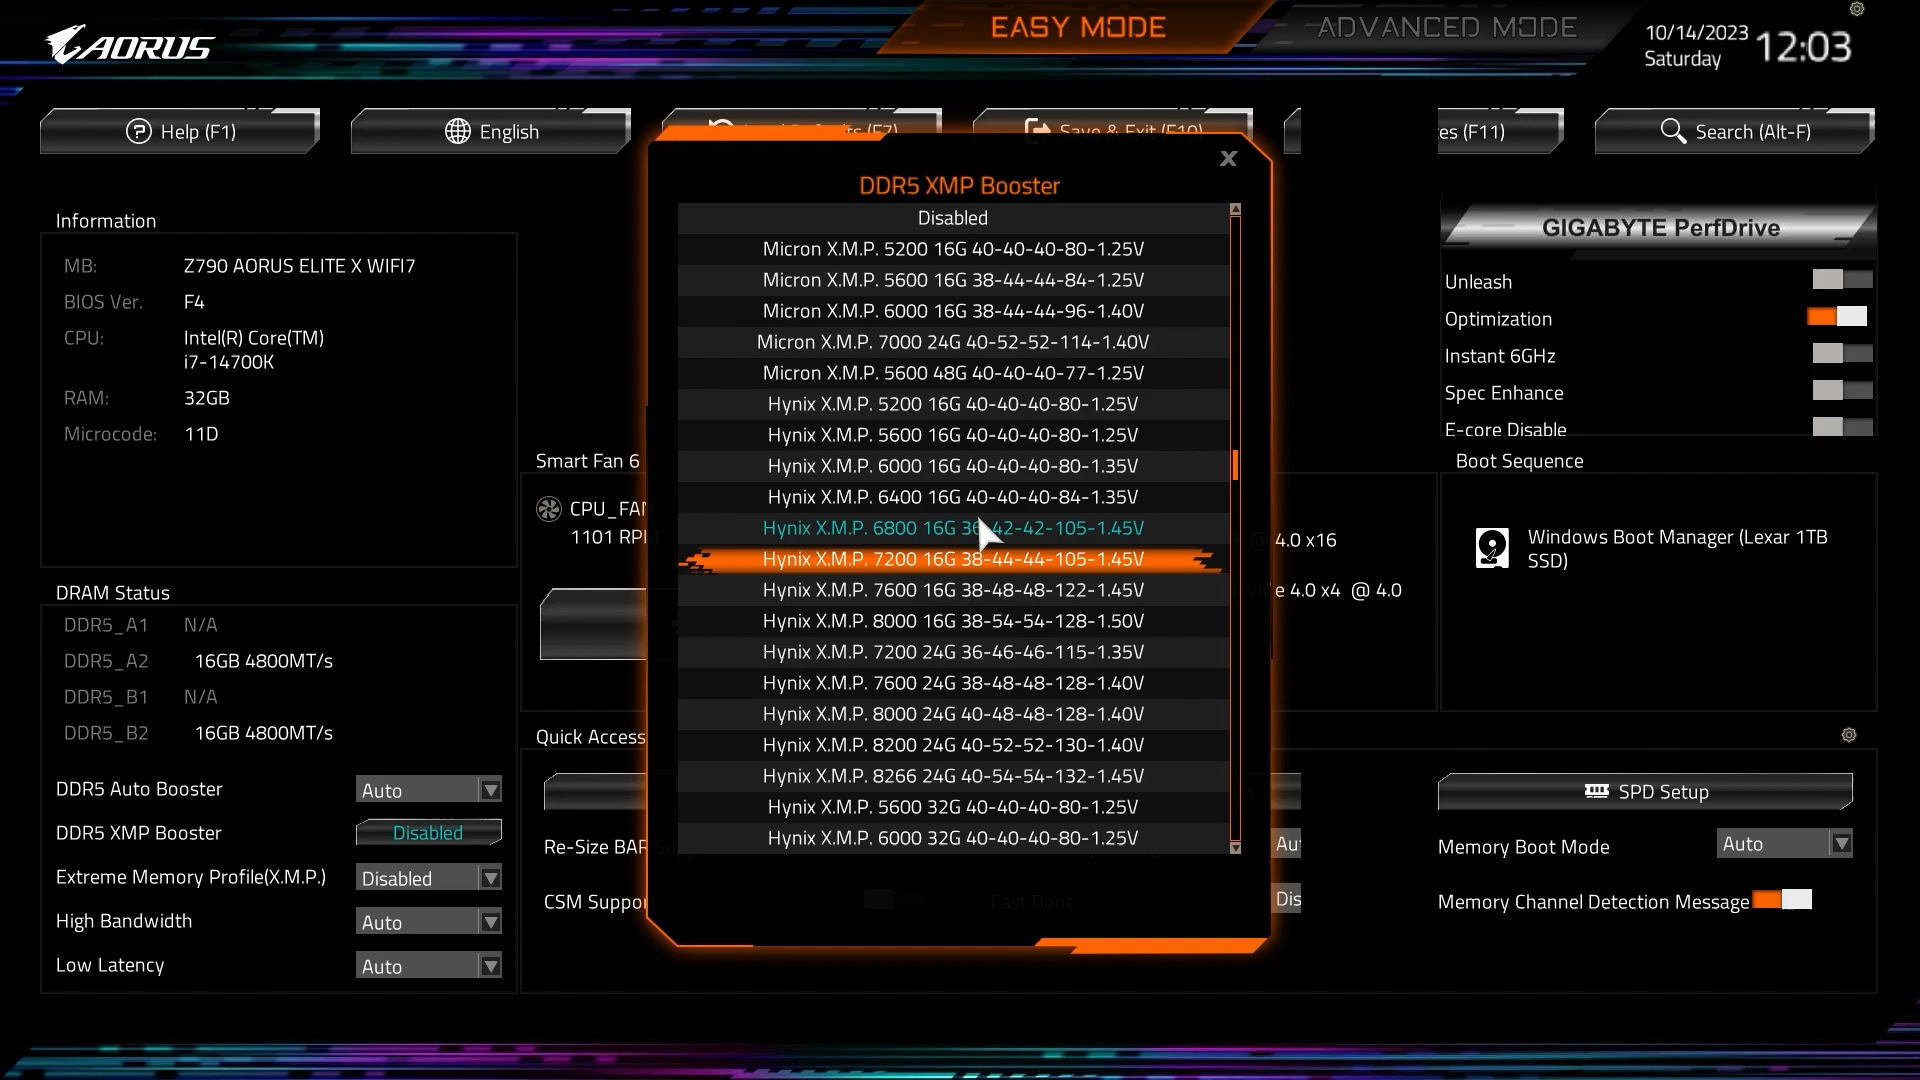 AORUS
EASY MODE
ADVANCED MODE
10/14/2023
Saturday
12:03
Help (F1)
English
Save & Exit (F10)
es (F11)
Search (Alt-F)
Information
MB: Z790 AORUS ELITE X WIFI7
BIOS Ver. F4
CPU: Intel(R) Core(TM)
i7-14700K
RAM: 32GB
Microcode: 11D
DRAM Status
DDR5_A1 N/A
DDR5_A2 16GB 4800MT/s
DDR5_B1 N/A
DDR5_B2 16GB 4800MT/s
DDR5 Auto Booster Auto
DDR5 XMP Booster Disabled
Extreme Memory Profile(X.M.P.) Disabled
High Bandwidth Auto
Low Latency Auto
Smart Fan 6
CPU_FAN
1101 RPM
Quick Access
Re-Size BAR Supp
CSM Support
Fast Boot
X
DDR5 XMP Booster
Disabled
Micron X.M.P. 5200 16G 40-40-40-80-1.25V
Micron X.M.P. 5600 16G 38-44-44-84-1.25V
Micron X.M.P. 6000 16G 38-44-44-96-1.40V
Micron X.M.P. 7000 24G 40-52-52-114-1.40V
Micron X.M.P. 5600 48G 40-40-40-77-1.25V
Hynix X.M.P. 5200 16G 40-40-40-80-1.25V
Hynix X.M.P. 5600 16G 40-40-40-80-1.25V
Hynix X.M.P. 6000 16G 40-40-40-80-1.35V
Hynix X.M.P. 6400 16G 40-40-40-84-1.35V
Hynix X.M.P. 6800 16G 36-42-42-105-1.45V
Hynix X.M.P. 7200 16G 38-44-44-105-1.45V
Hynix X.M.P. 7600 16G 38-48-48-122-1.45V
Hynix X.M.P. 8000 16G 38-54-54-128-1.50V
Hynix X.M.P. 7200 24G 36-46-46-115-1.35V
Hynix X.M.P. 7600 24G 38-48-48-128-1.40V
Hynix X.M.P. 8000 24G 40-48-48-128-1.40V
Hynix X.M.P. 8200 24G 40-52-52-130-1.40V
Hynix X.M.P. 8266 24G 40-54-54-132-1.45V
Hynix X.M.P. 5600 32G 40-40-40-80-1.25V
Hynix X.M.P. 6000 32G 40-40-40-80-1.25V
@ 4.0 x16
e 4.0 x4 @ 4.0
Au
Dis
GIGABYTE PerfDrive
Unleash
Optimization
Instant 6GHz
Spec Enhance
E-core Disable
Boot Sequence
Windows Boot Manager (Lexar 1TB
SSD)
SPD Setup
Memory Boot Mode Auto
Memory Channel Detection Message